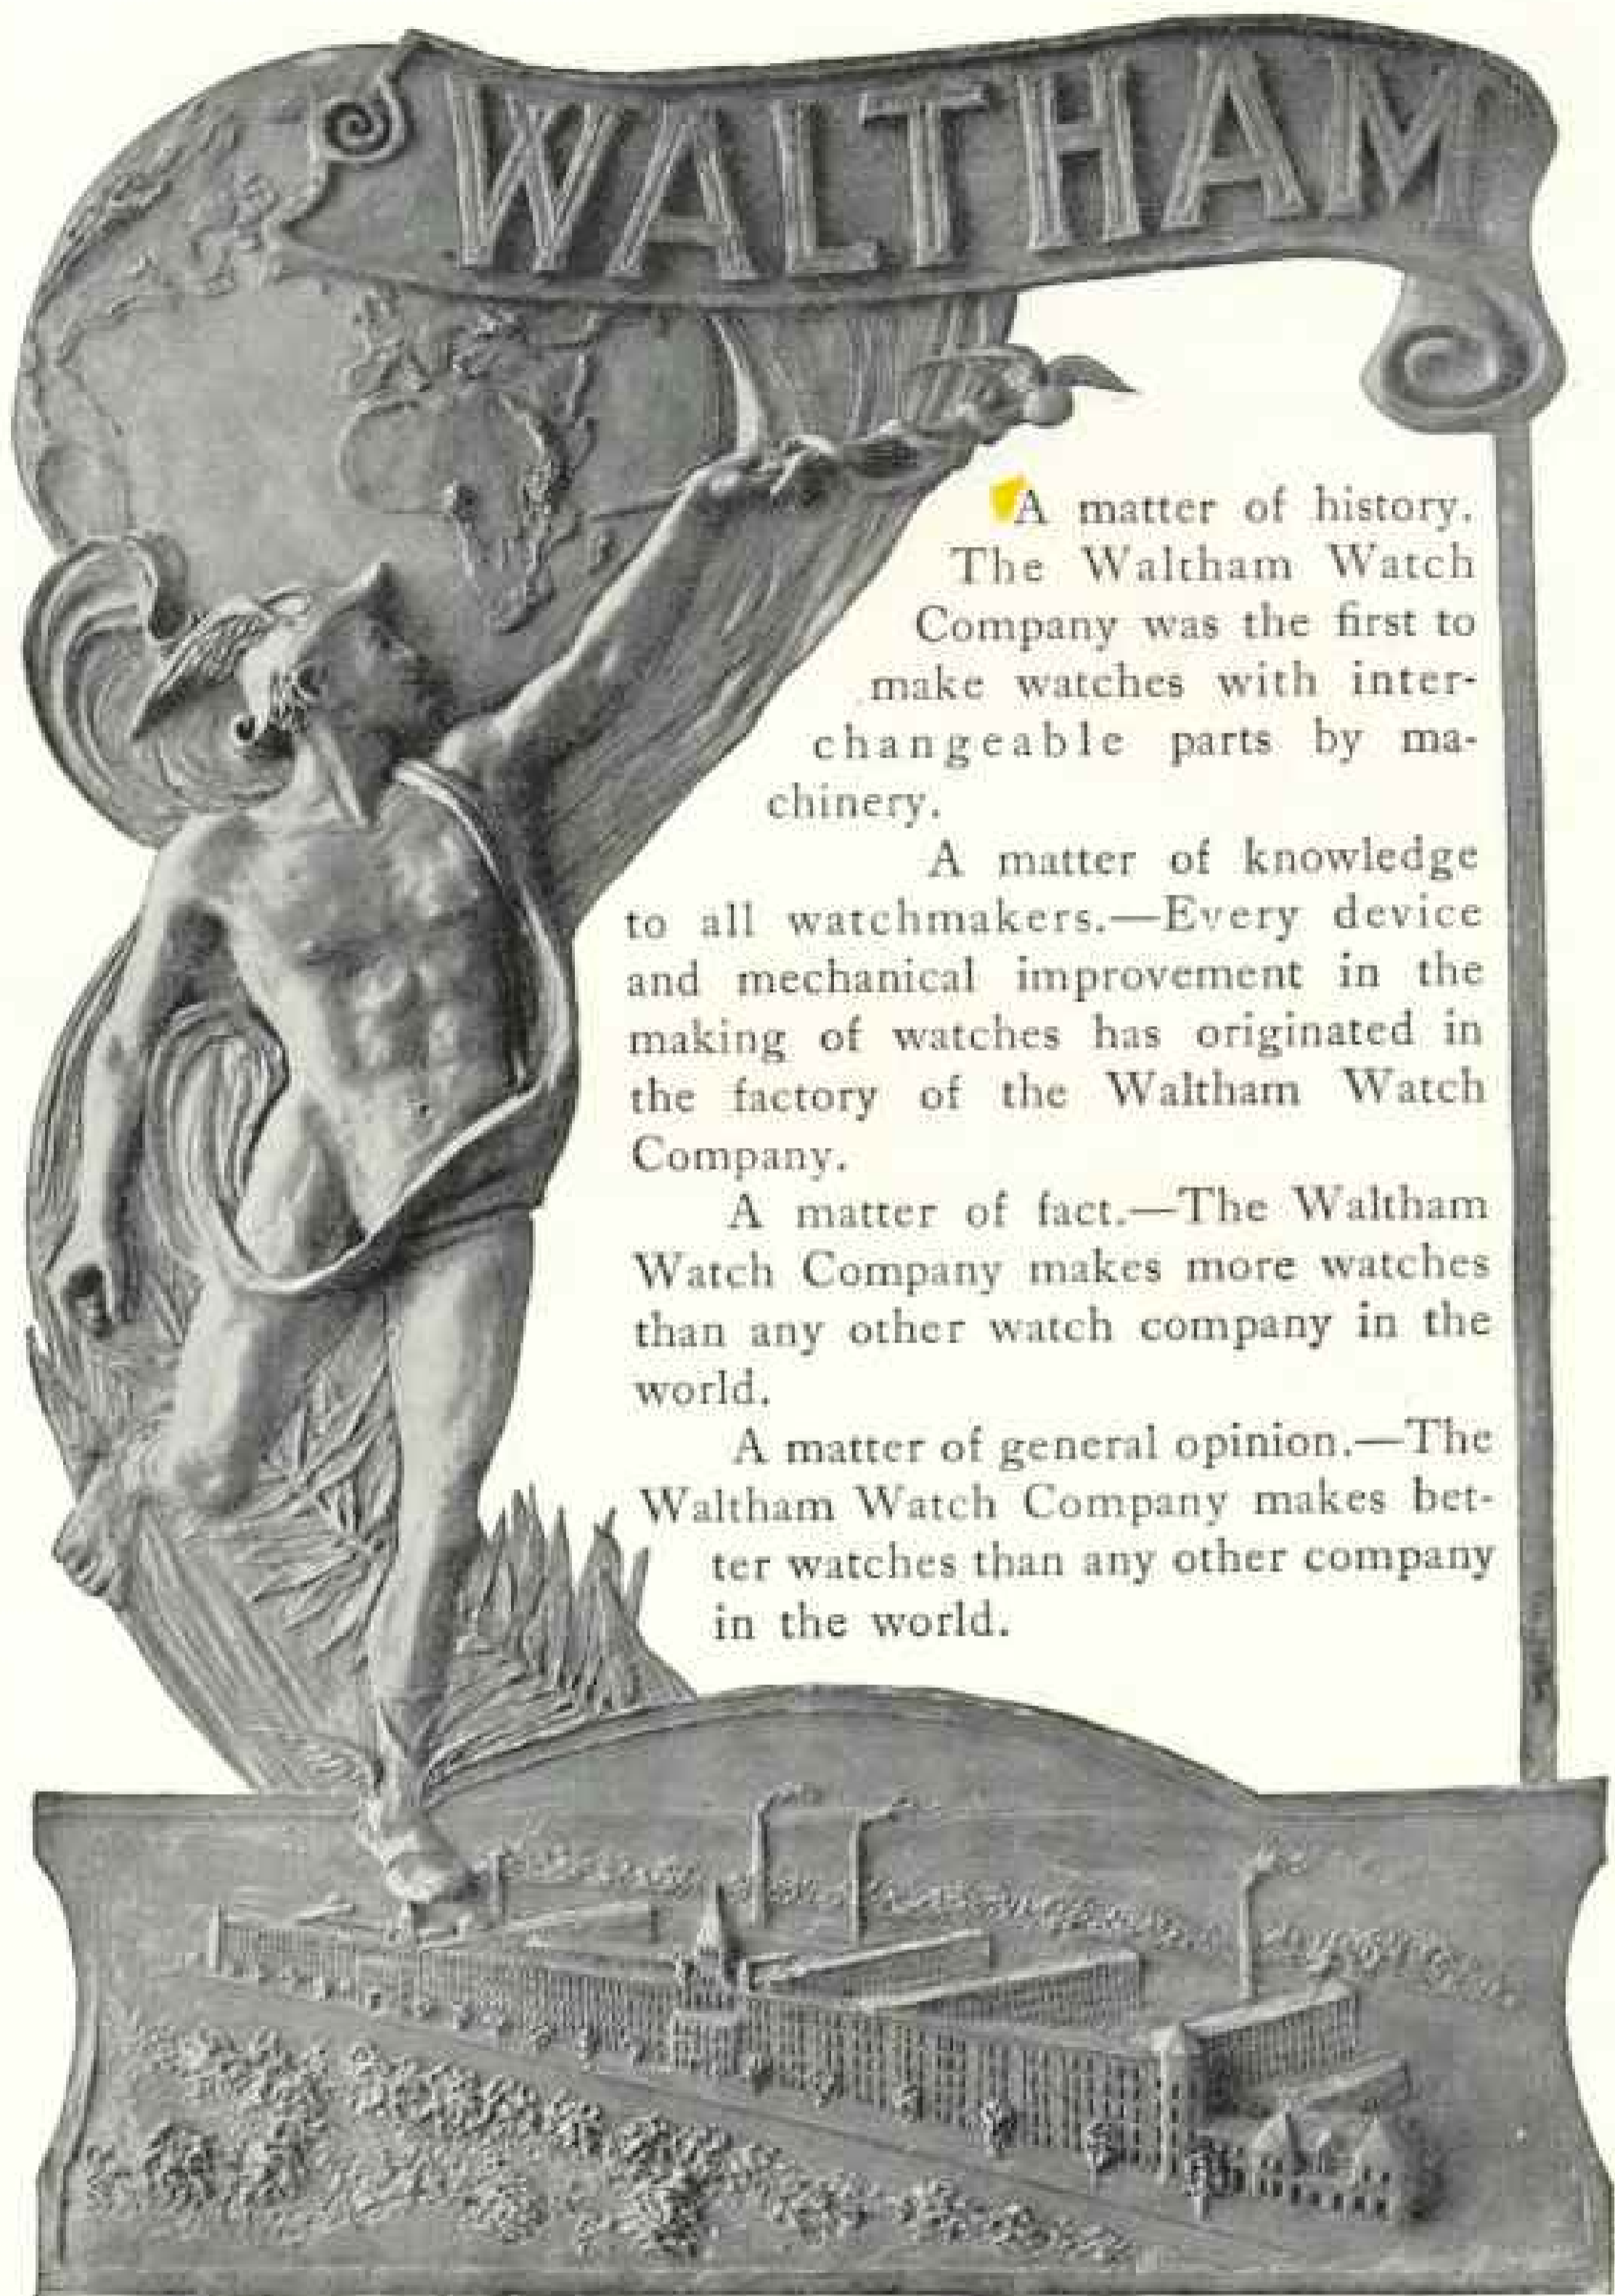 WALTHAM
A matter of history.
The Waltham Watch
Company was the first to
make watches with inter-
changeable parts by ma-
chinery.
A matter of knowledge
to all watchmakers.—Every device
and mechanical improvement in the
making of watches has originated in
the factory of the Waltham Watch
Company.
A matter of fact.—The Waltham
Watch Company makes more watches
than any other watch company in the
world.
A matter of general opinion.—The
Waltham Watch Company makes bet-
ter watches than any other company
in the world.